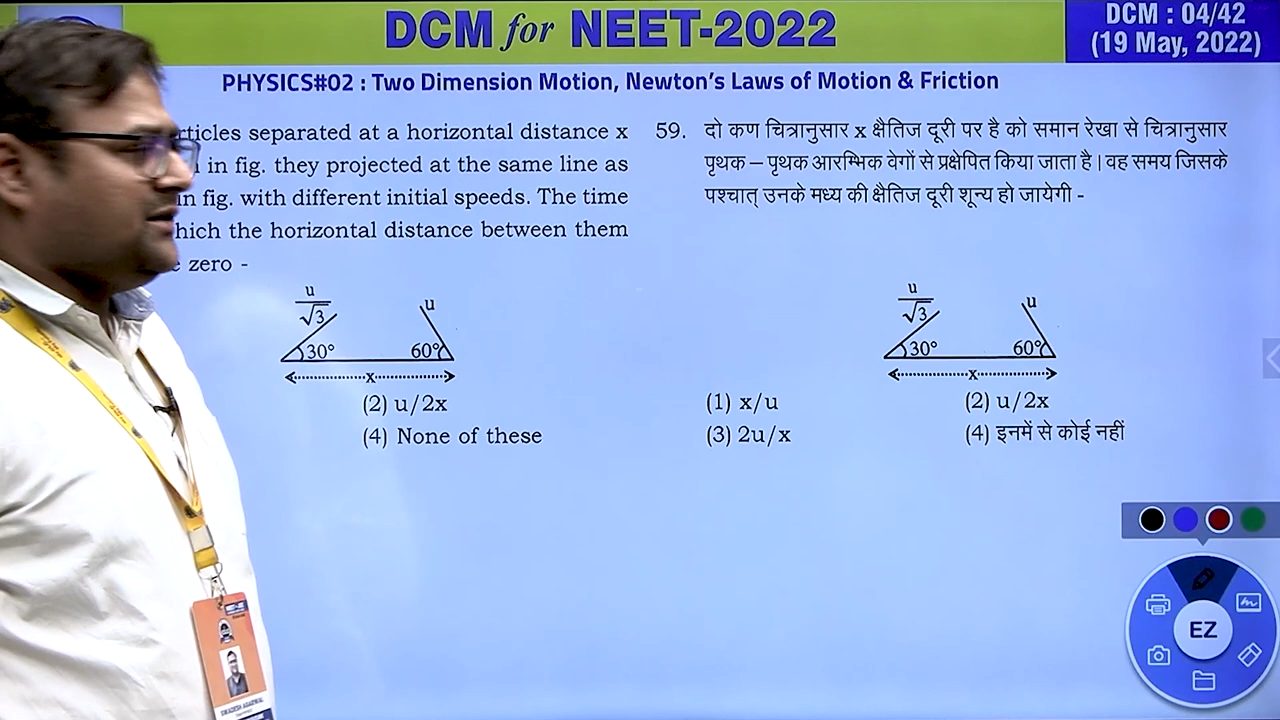 DCM for NEET-2022
DCM : 04/42
(19 May, 2022)
PHYSICS#02 : Two Dimension Motion, Newton's Laws of Motion & Friction
separated at a horizontal distance x
in fig. they projected at the same line as
in fig. with different initial speeds. The time
the horizontal distance between them
zero -
u
√3
u
30°
60°
x
(2) u/2x
(4) None of these
59. दो कण चित्रानुसार x क्षैतिज दूरी पर है को समान रेखा से चित्रानुसार
पृथक – पृथक आरम्भिक वेगों से प्रक्षेपित किया जाता है। वह समय जिसके
पश्चात् उनके मध्य की क्षैतिज दूरी शून्य हो जायेगी -
u
√3
u
30°
60°
x
(1) x/u
(2) u/2x
(3) 2u/x
(4) इनमें से कोई नहीं
EZ